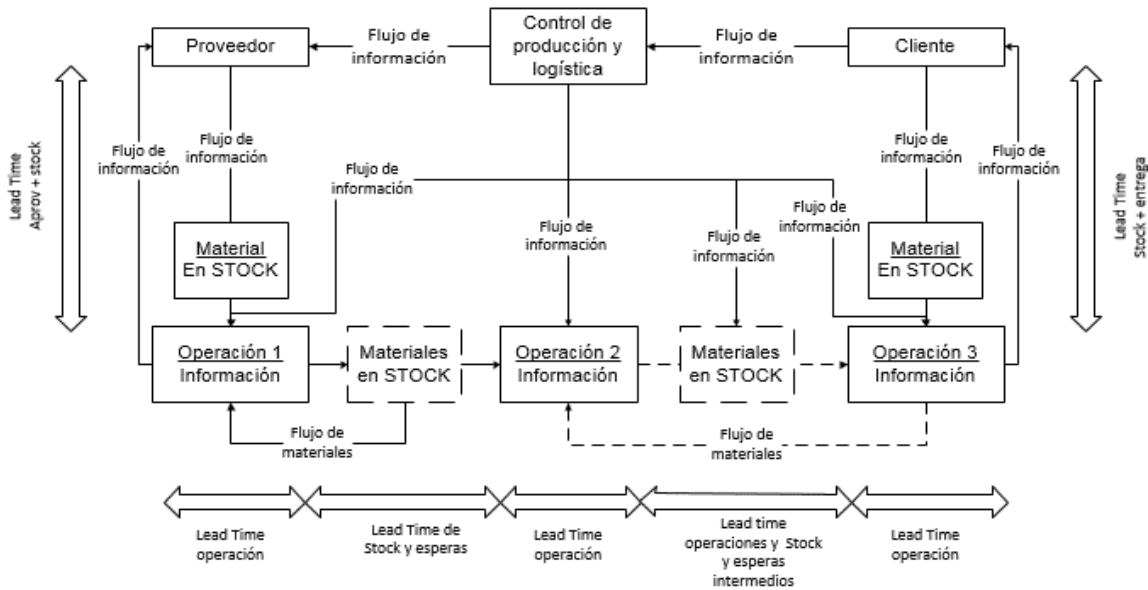 Proveedor
Flujo de
información
Control de
producción y
logística
Flujo de
información
Cliente
Lead Time
Aprov + stock
Flujo de
información
Flujo de
información
Flujo de
información
Flujo de
información
Flujo de
información
Lead Time
Stock + entrega
Material
En STOCK
Flujo de
información
Flujo de
información
Flujo de
información
Material
En STOCK
Operación 1
Información
Materiales
en STOCK
Operación 2
Información
Materiales
en STOCK
Operación 3
Información
Flujo de
materiales
Flujo de
materiales
Lead Time
operación
Lead Time de
Stock y esperas
Lead Time
operación
Lead time
operaciones y Stock
y
esperas
intermedios
Lead Time
operación